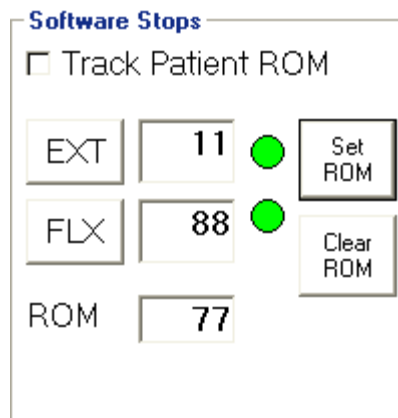 Software Stops
Track Patient ROM
EXT 11 Set
ROM
FLX 88 Clear
ROM
ROM 77